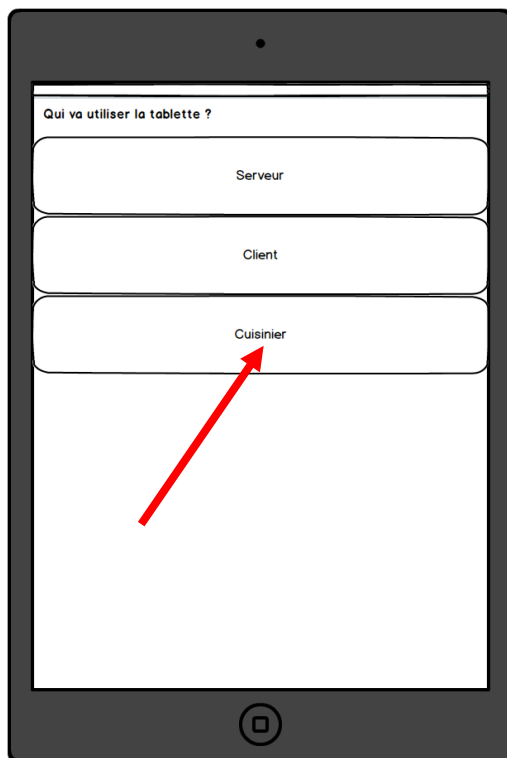 Qui va utiliser la tablette ?
Serveur
Client
Cuisinier